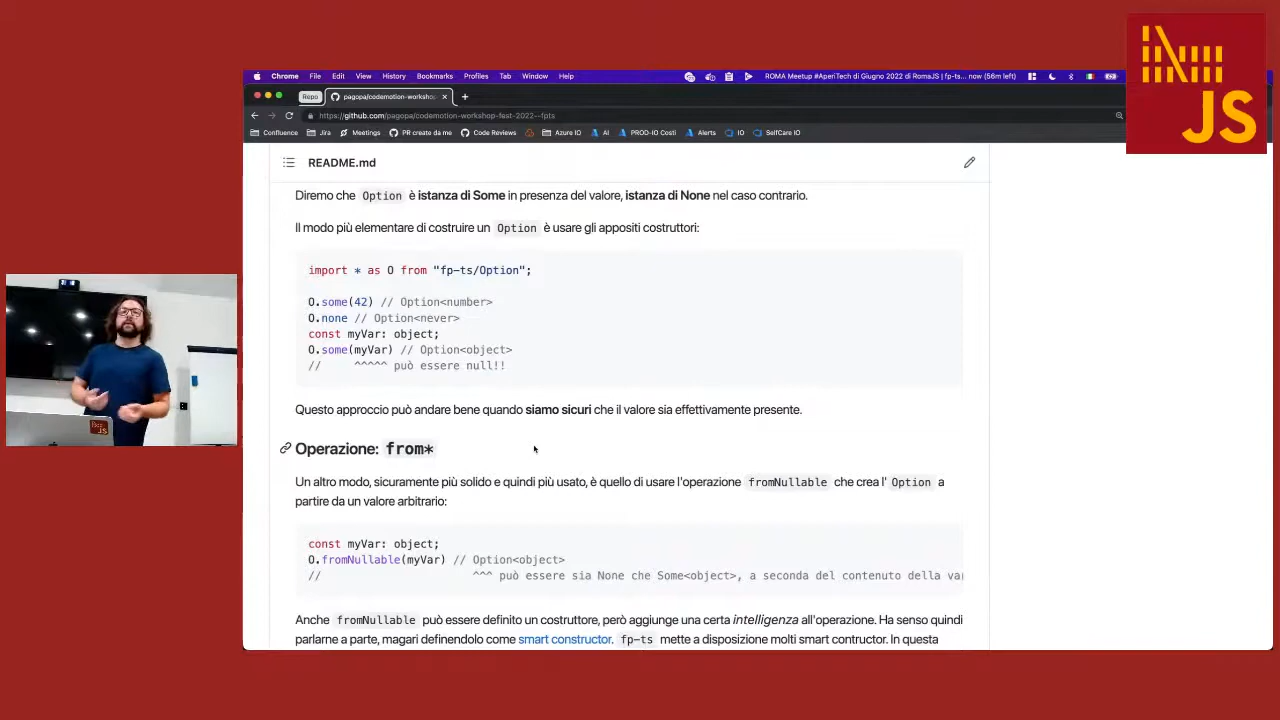 Chrome File Edit View History Bookmarks Profiles Tab Window Help
ROMA Meetup #AperiTech di Giugno 2022 di RomaJS | fp-ts... now (56m left)
Repo
pagopa/codemotion-worksho
https://github.com/pagopa/codemotion-workshop-fest-2022--fpts
Confluence Jira Meetings PR create da me Code Reviews Azure IO AI PROD-IO Costi Alerts IO SelfCare IO
JS
README.md
Diremo che Option è istanza di Some in presenza del valore, istanza di None nel caso contrario.
Il modo più elementare di costruire un Option è usare gli appositi costruttori:
import * as O from "fp-ts/Option";
O.some(42) // Option<number>
O.none // Option<never>
const myVar: object;
O.some(myVar) // Option<object>
// ^^^^^ può essere null!!
Questo approccio può andare bene quando siamo sicuri che il valore sia effettivamente presente.
Operazione: from*
Un altro modo, sicuramente più solido e quindi più usato, è quello di usare l'operazione fromNullable che crea l' Option a
partire da un valore arbitrario:
const myVar: object;
O.fromNullable(myVar) // Option<object>
// ^^^ può essere sia None che Some<object>, a seconda del contenuto della va
Anche fromNullable può essere definito un costruttore, però aggiunge una certa intelligenza all'operazione. Ha senso quindi
parlarne a parte, magari definendolo come smart constructor. fp-ts mette a disposizione molti smart contructor. In questa